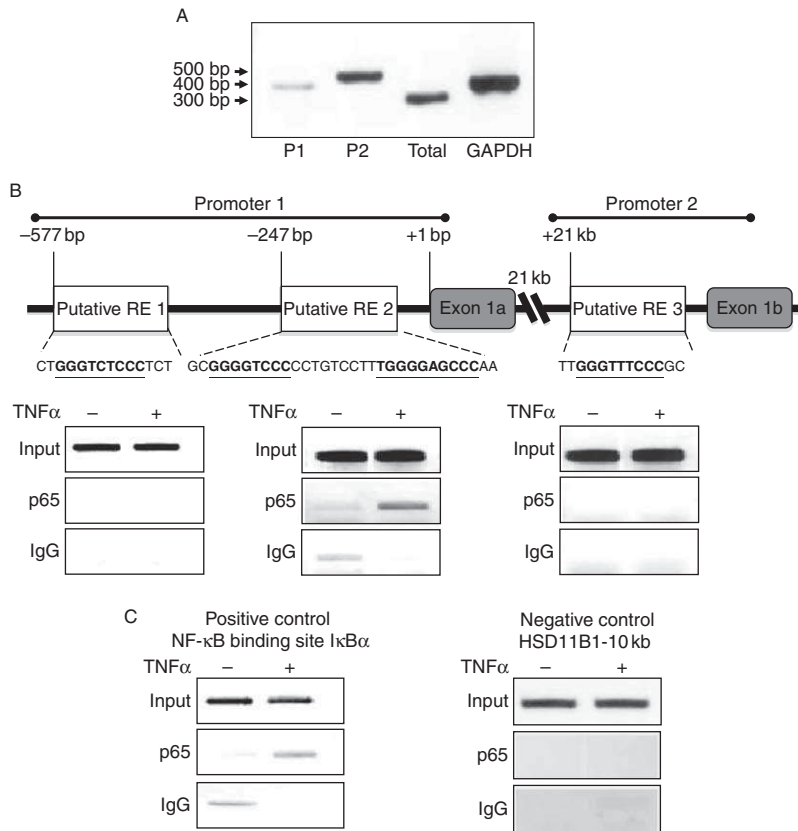 A
500 bp
400 bp
300 bp
P1 P2 Total GAPDH
B
Promoter 1 Promoter 2
–577 bp –247 bp +1 bp +21 kb
21 kb
Putative RE 1 Putative RE 2 Exon 1a Putative RE 3 Exon 1b
CTGGGTCTCCCTCT GCGGGGTCCCCCTGTCCTTTGGGGAGCCCAA TTGGGTTTCCCGC
TNFα – + TNFα – + TNFα – +
Input Input Input
p65 p65 p65
IgG IgG IgG
C
Positive control Negative control
NF-κB binding site IκBα HSD11B1-10 kb
TNFα – + TNFα – +
Input Input
p65 p65
IgG IgG